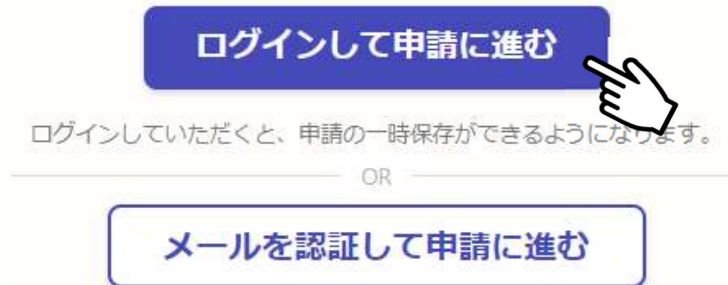 ログインして申請に進む
ログインしていただくと、申請の一時保存ができるようになります。
OR
メールを認証して申請に進む